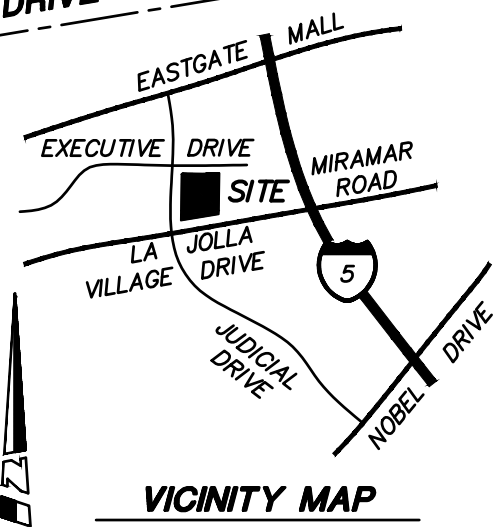 DRIVE
EASTGATE MALL
EXECUTIVE DRIVE
MIRAMAR
ROAD
SITE
LA JOLLA
VILLAGE DRIVE
5
JUDICIAL
DRIVE
NOBEL DRIVE
N
VICINITY MAP